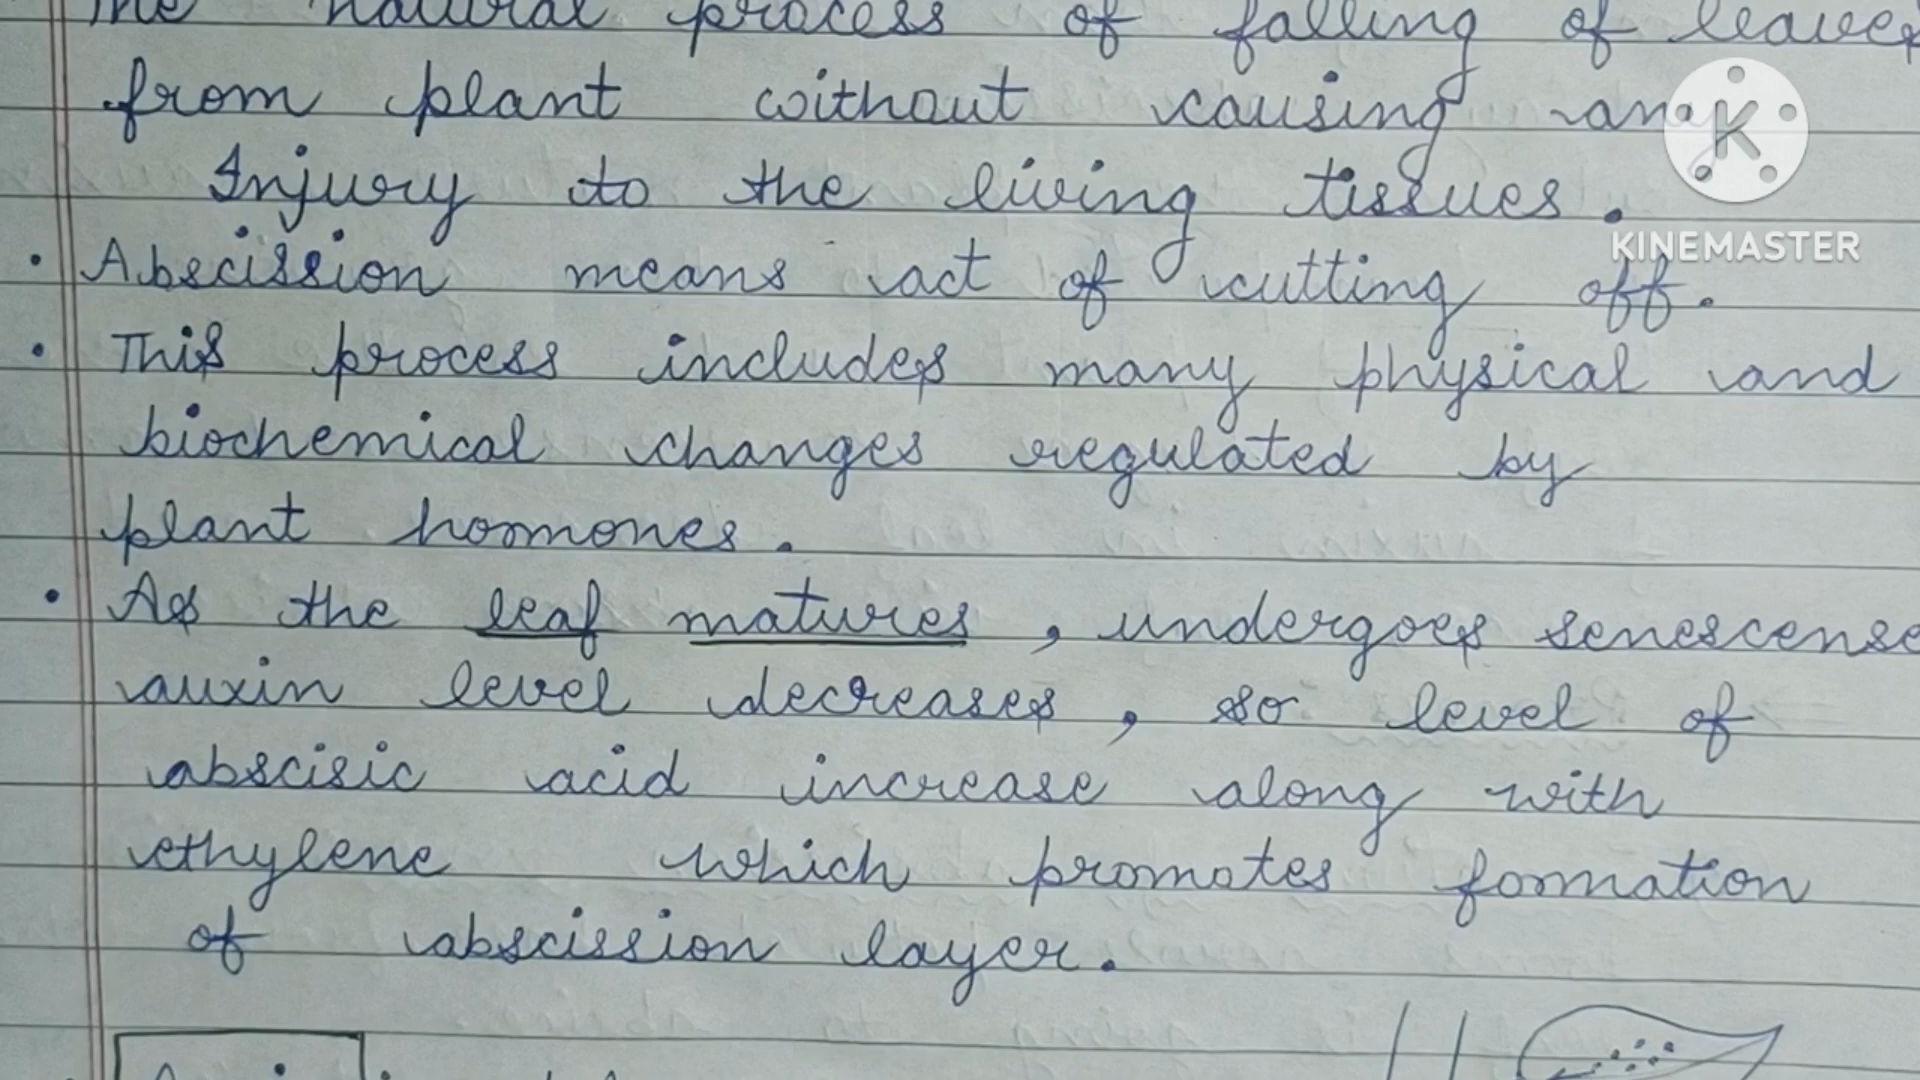 The natural process of falling of leaves
from plant without causing any
Injury to the living tissues.
KINEMASTER
• Abscission means act of cutting off.
• This process includes many physical and
biochemical changes regulated by
plant homones.
• As the leaf matures, undergoes senescense
auxin level decreases, so level of
abscisic acid increase along with
ethylene which promotes formation
of abscission layer.